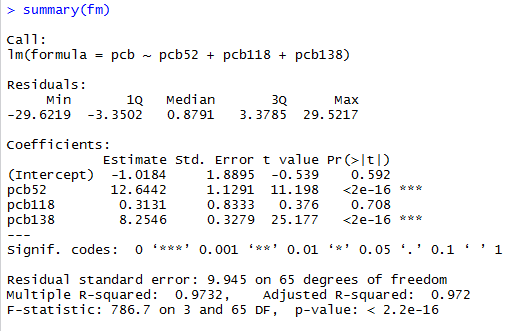 > summary(fm)
Call:
lm(formula = pcb ~ pcb52 + pcb118 + pcb138)
Residuals:
     Min       1Q   Median       3Q      Max
-29.6219  -3.3502   0.8791   3.3785  29.5217
Coefficients:
            Estimate Std. Error t value Pr(>|t|)
(Intercept)  -1.0184     1.8895  -0.539    0.592
pcb52        12.6442     1.1291  11.198   <2e-16 ***
pcb118        0.3131     0.8333   0.376    0.708
pcb138        8.2546     0.3279  25.177   <2e-16 ***
---
Signif. codes:  0 ‘***’ 0.001 ‘**’ 0.01 ‘*’ 0.05 ‘.’ 0.1 ‘ ’ 1
Residual standard error: 9.945 on 65 degrees of freedom
Multiple R-squared:  0.9732,    Adjusted R-squared:  0.972
F-statistic: 786.7 on 3 and 65 DF,  p-value: < 2.2e-16